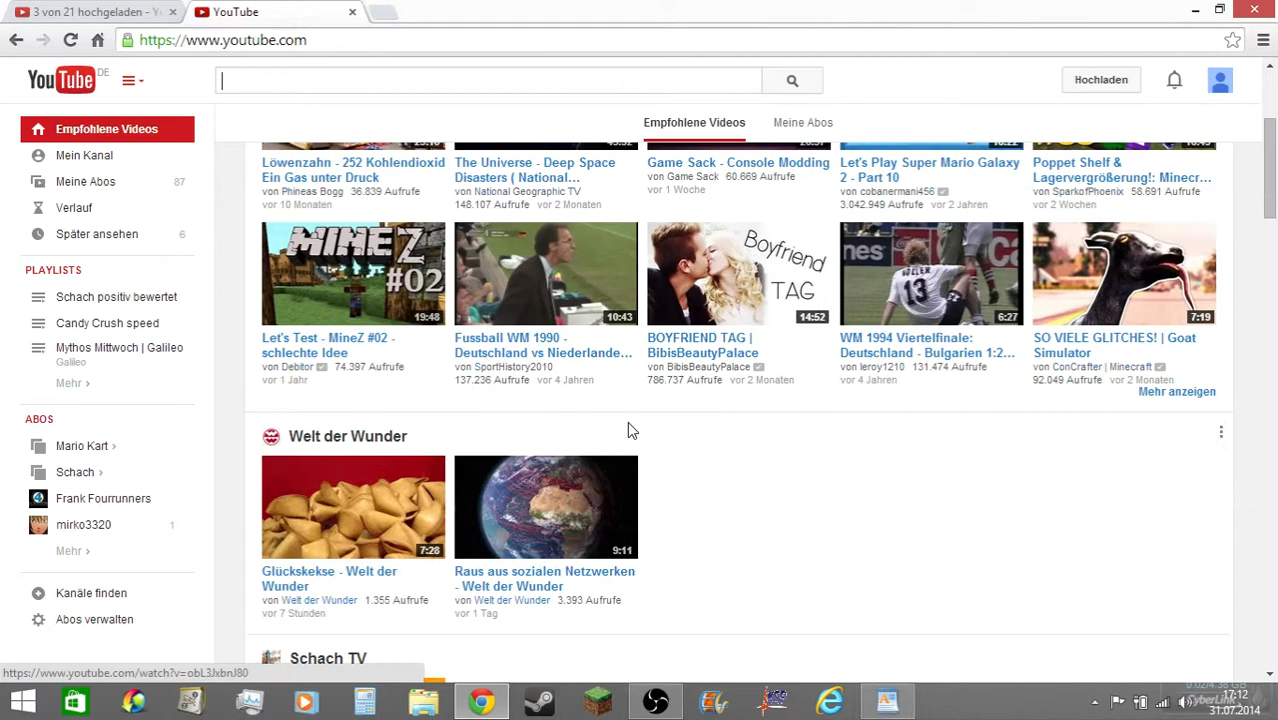 3 von 21 hochgeladen - Yo
YouTube
https://www.youtube.com
YouTube DE
Hochladen
Empfohlene Videos
Meine Abos
Empfohlene Videos
Mein Kanal
Meine Abos 87
Verlauf
Später ansehen 6
PLAYLISTS
Schach positiv bewertet
Candy Crush speed
Mythos Mittwoch | Galileo
Galileo
Mehr ›
ABOS
Mario Kart ›
Schach ›
Frank Fourrunners
mirko3320 1
Mehr ›
Kanäle finden
Abos verwalten
Löwenzahn - 252 Kohlendioxid
Ein Gas unter Druck
von Phineas Bogg 36.839 Aufrufe
vor 10 Monaten
The Universe - Deep Space
Disasters ( National...
von National Geographic TV
148.107 Aufrufe vor 2 Monaten
Game Sack - Console Modding
von Game Sack 60.669 Aufrufe
vor 1 Woche
Let's Play Super Mario Galaxy
2 - Part 10
von cobanermani456
3.042.949 Aufrufe vor 2 Jahren
Poppet Shelf &
Lagervergrößerung!: Minecr...
von SparkofPhoenix 58.691 Aufrufe
vor 2 Wochen
MINEZ
#02
19:48
Let's Test - MineZ #02 -
schlechte Idee
von Debitor 74.397 Aufrufe
vor 1 Jahr
10:43
Fussball WM 1990 -
Deutschland vs Niederlande...
von SportHistory2010
137.236 Aufrufe vor 4 Jahren
Boyfriend
TAG
14:52
BOYFRIEND TAG |
BibisBeautyPalace
von BibisBeautyPalace
786.737 Aufrufe vor 2 Monaten
VÖLLER
13
6:27
WM 1994 Viertelfinale:
Deutschland - Bulgarien 1:2...
von leroy1210 131.474 Aufrufe
vor 4 Jahren
7:19
SO VIELE GLITCHES! | Goat
Simulator
von ConCrafter | Minecraft
92.049 Aufrufe vor 2 Monaten
Mehr anzeigen
Welt der Wunder
7:28
Glückskekse - Welt der
Wunder
von Welt der Wunder 1.355 Aufrufe
vor 7 Stunden
9:11
Raus aus sozialen Netzwerken
- Welt der Wunder
von Welt der Wunder 3.393 Aufrufe
vor 1 Tag
Schach TV
https://www.youtube.com/watch?v=obL3JxbnJ80
17:12
31.07.2014
CyberLink